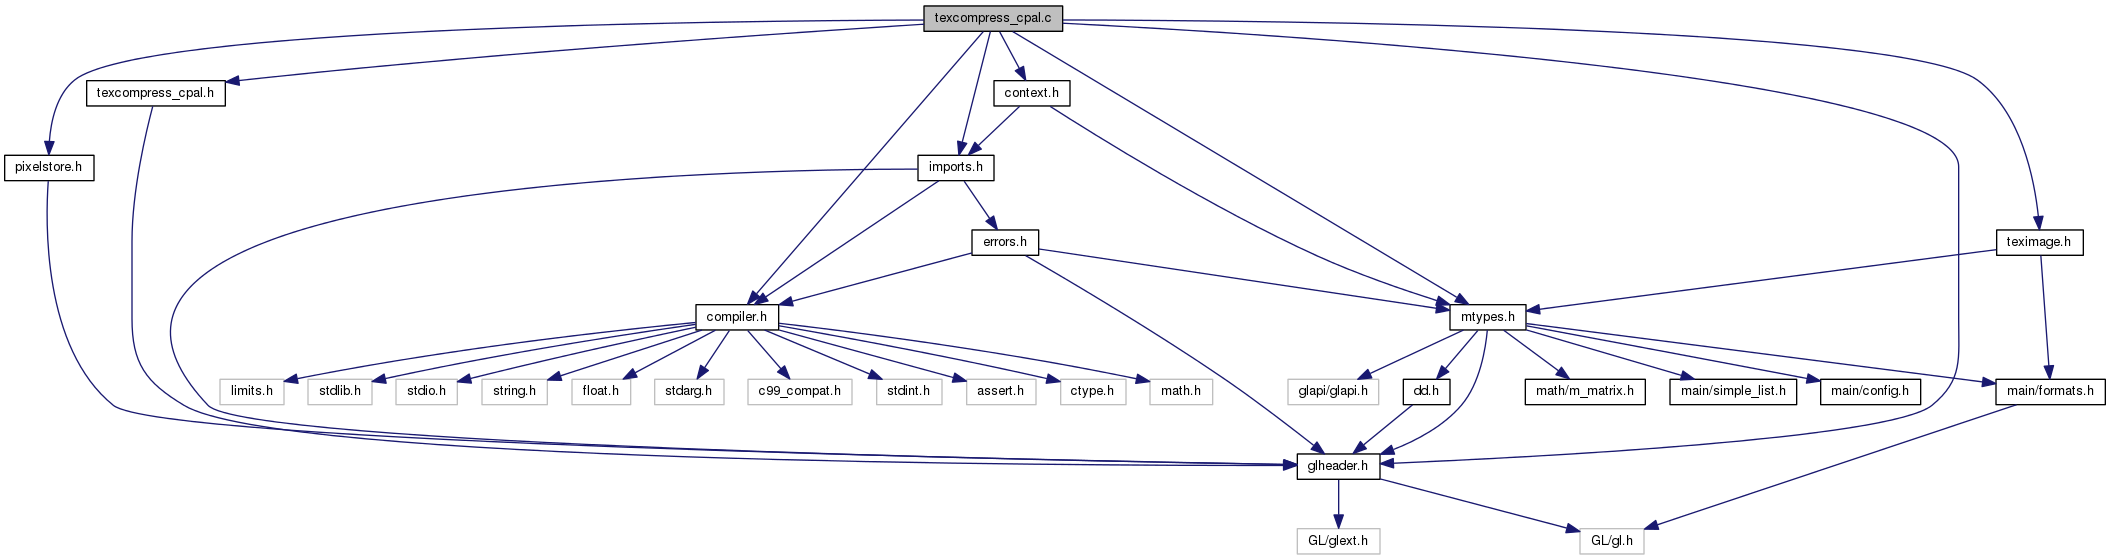 texcompress_cpal.c
texcompress_cpal.h
context.h
pixelstore.h
imports.h
errors.h
teximage.h
compiler.h
mtypes.h
limits.h
stdlib.h
stdio.h
string.h
float.h
stdarg.h
c99_compat.h
stdint.h
assert.h
ctype.h
math.h
glapi/glapi.h
dd.h
math/m_matrix.h
main/simple_list.h
main/config.h
main/formats.h
glheader.h
GL/glext.h
GL/gl.h